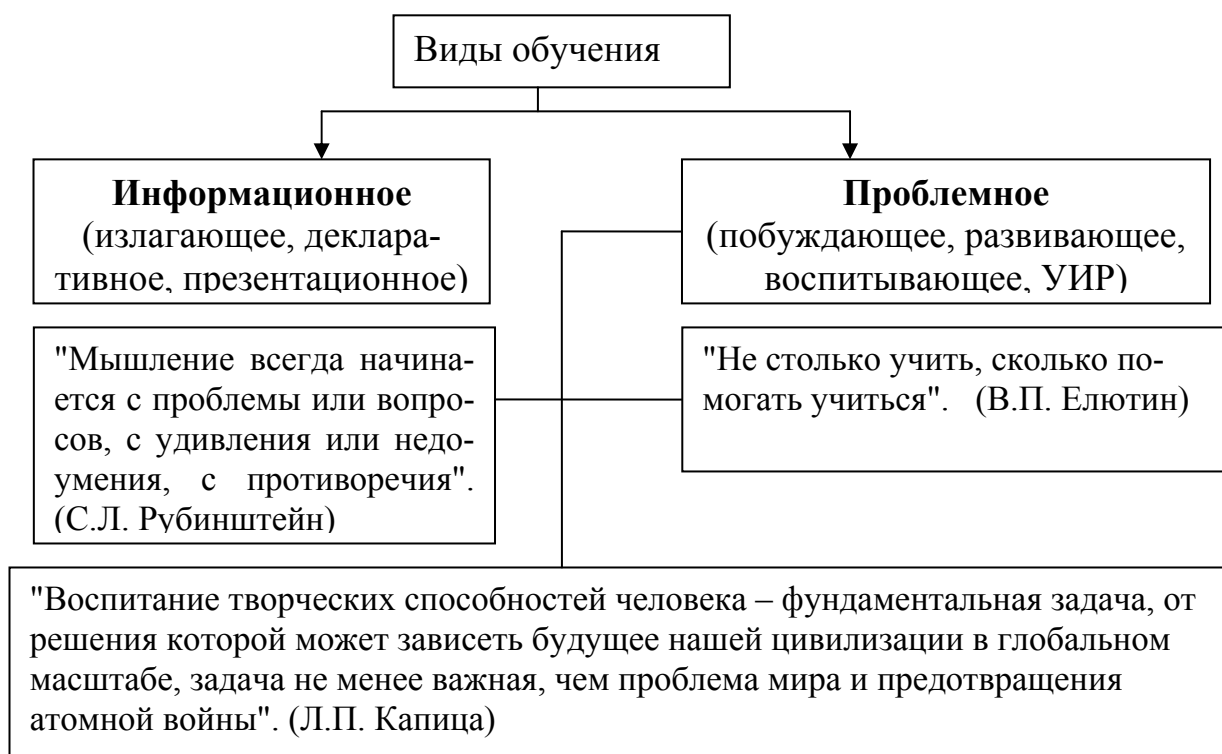 Виды обучения
Информационное
(излагающее, деклара-
тивное, презентационное)
Проблемное
(побуждающее, развивающее,
воспитывающее, УИР)
"Мышление всегда начина-
ется с проблемы или вопро-
сов, с удивления или недо-
умения, с противоречия".
(С.Л. Рубинштейн)
"Не столько учить, сколько по-
могать учиться". (В.П. Елютин)
"Воспитание творческих способностей человека – фундаментальная задача, от
решения которой может зависеть будущее нашей цивилизации в глобальном
масштабе, задача не менее важная, чем проблема мира и предотвращения
атомной войны". (Л.П. Капица)